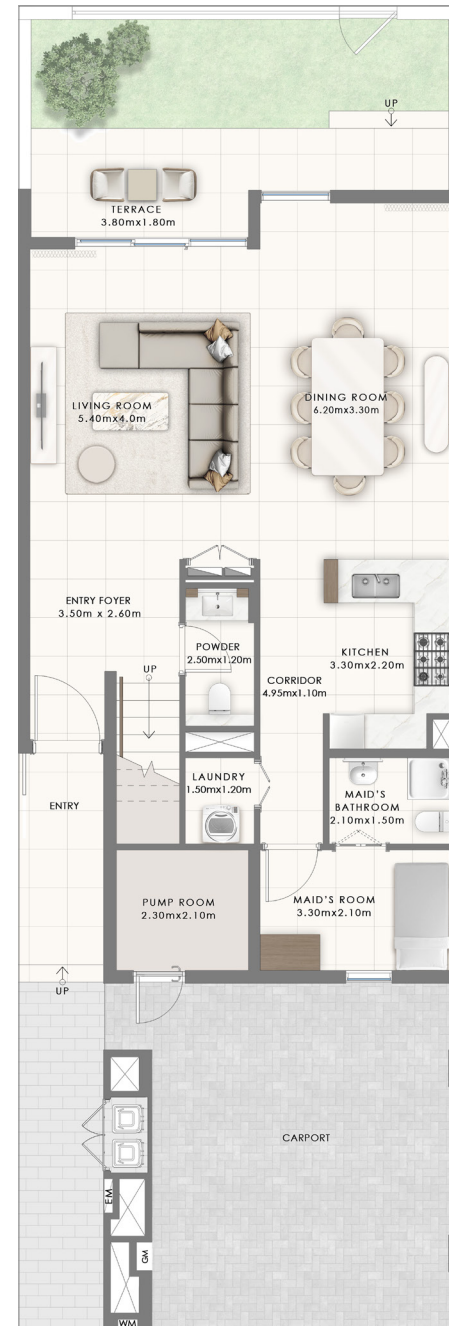 UP
TERRACE
3.80mx1.80m
LIVING ROOM
5.40mx4.0m
DINING ROOM
6.20mx3.30m
ENTRY FOYER
3.50m x 2.60m
POWDER
2.50mx1.20m
KITCHEN
3.30mx2.20m
UP
CORRIDOR
4.95mx1.10m
LAUNDRY
1.50mx1.20m
ENTRY
MAID'S
BATHROOM
2.10mx1.50m
PUMP ROOM
2.30mx2.10m
MAID'S ROOM
3.30mx2.10m
UP
CARPORT
EM
GM
WM